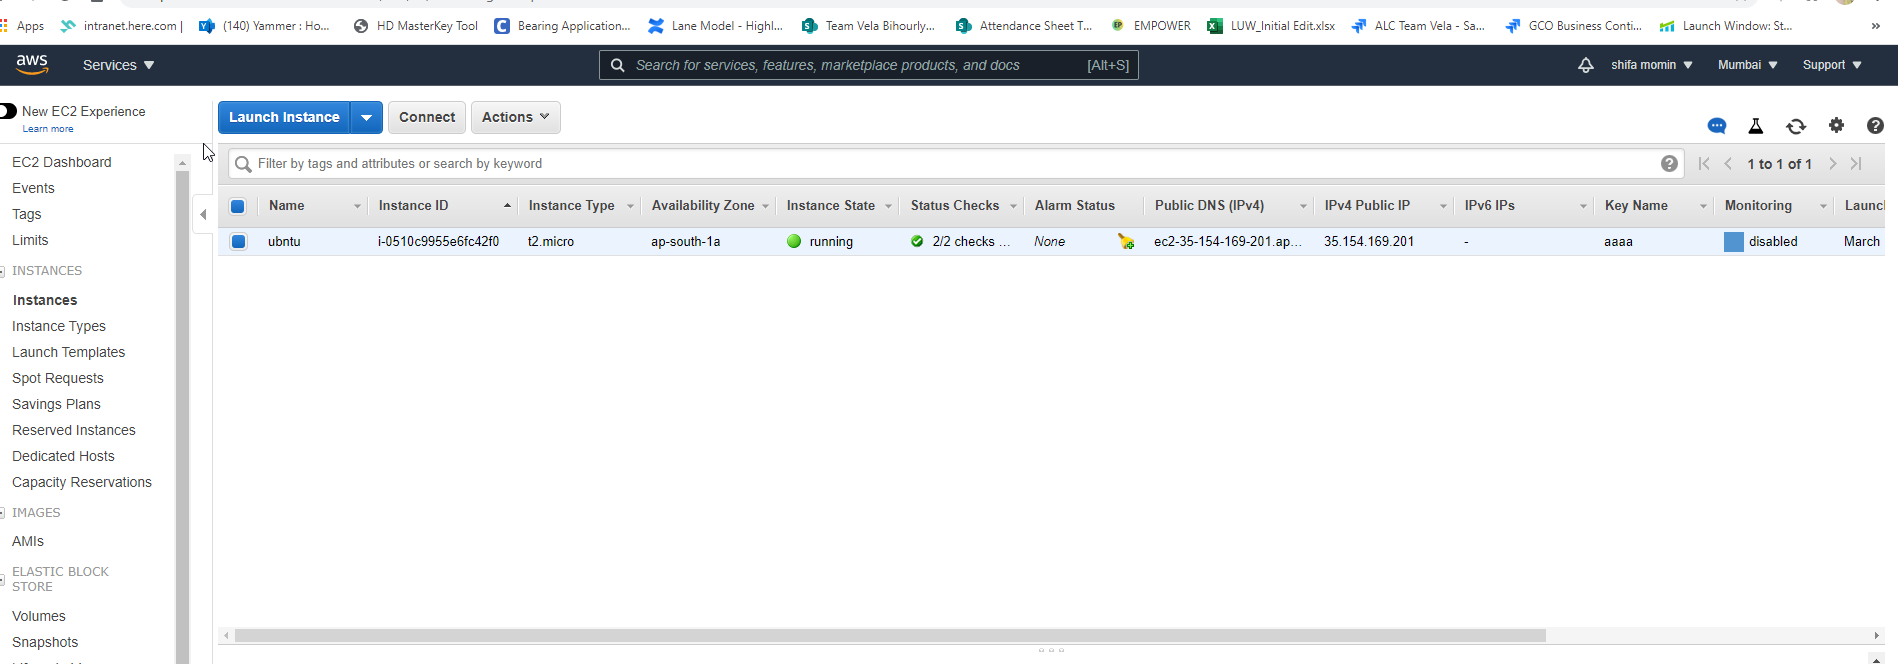 Apps intranet.here.com | (140) Yammer : Ho... HD MasterKey Tool Bearing Application... Lane Model - Highl... Team Vela Bihourly... Attendance Sheet T... EMPOWER LUW_Initial Edit.xlsx ALC Team Vela - Sa... GCO Business Conti... Launch Window: St... »
aws Services Search for services, features, marketplace products, and docs [Alt+S] shifa momin Mumbai Support
New EC2 Experience
Learn more
Launch Instance Connect Actions
EC2 Dashboard
Events
Tags
Limits
INSTANCES
Instances
Instance Types
Launch Templates
Spot Requests
Savings Plans
Reserved Instances
Dedicated Hosts
Capacity Reservations
IMAGES
AMIs
ELASTIC BLOCK
STORE
Volumes
Snapshots
Filter by tags and attributes or search by keyword 1 to 1 of 1
Name Instance ID Instance Type Availability Zone Instance State Status Checks Alarm Status Public DNS (IPv4) IPv4 Public IP IPv6 IPs Key Name Monitoring Launch
ubntu i-0510c9955e6fc42f0 t2.micro ap-south-1a running 2/2 checks ... None ec2-35-154-169-201.ap... 35.154.169.201 - aaaa disabled March